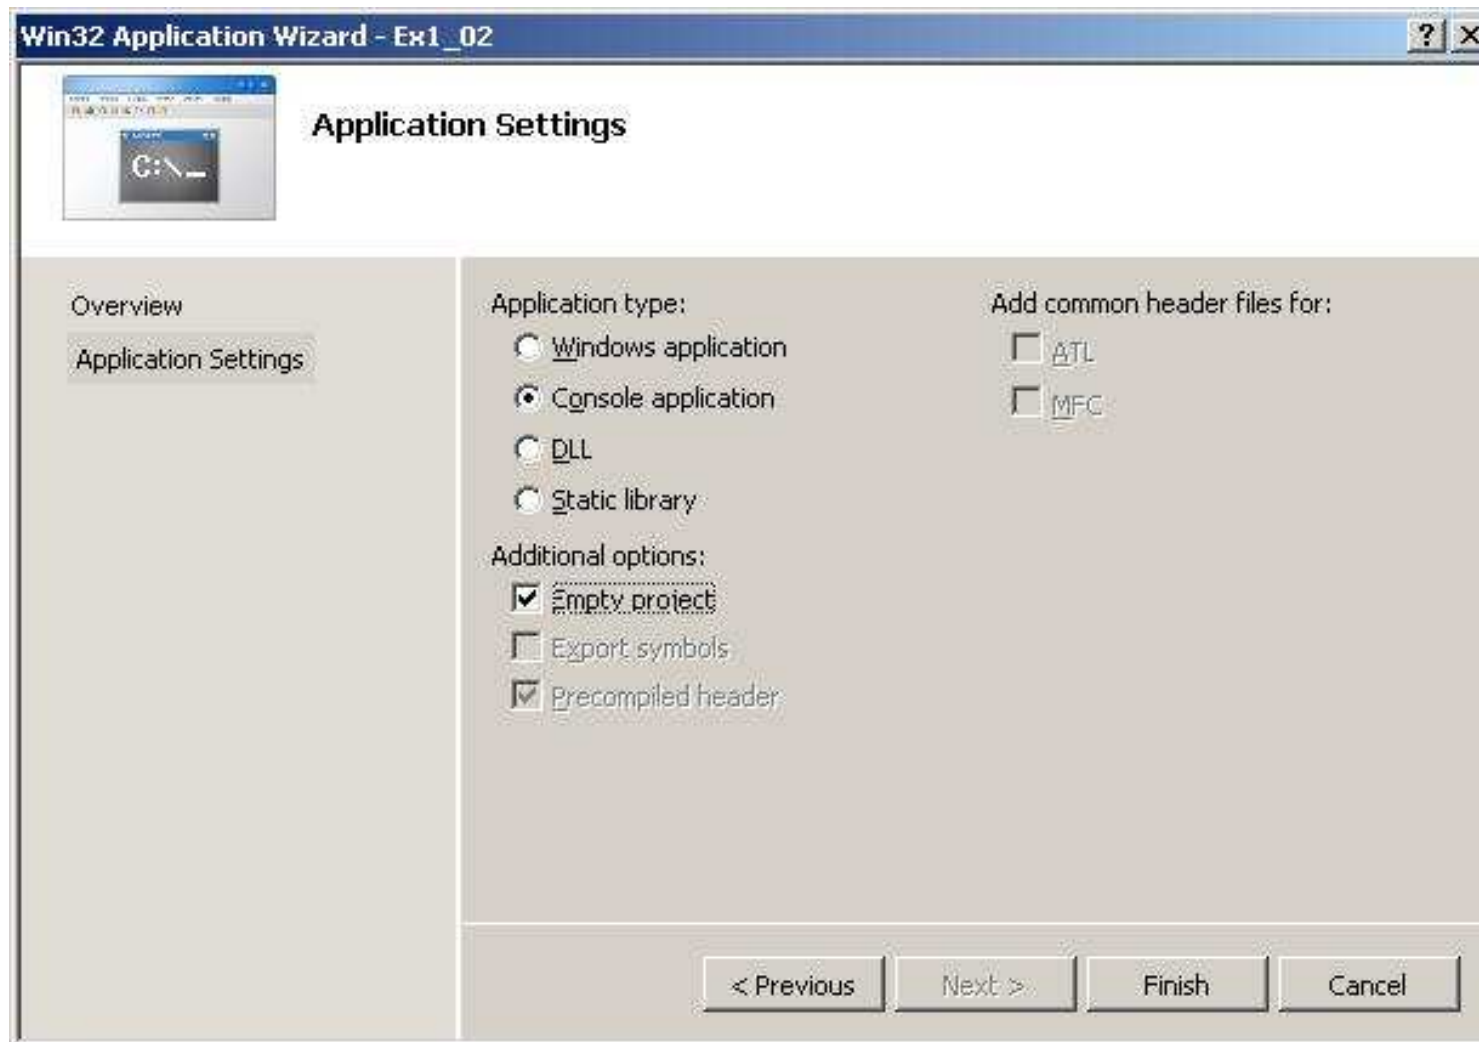 Win32 Application Wizard - Ex1_02
C:\_
Application Settings
Overview
Application Settings
Application type:
Windows application
Console application
DLL
Static library
Additional options:
Empty project
Export symbols
Precompiled header
Add common header files for:
ATL
MFC
< Previous
Next >
Finish
Cancel